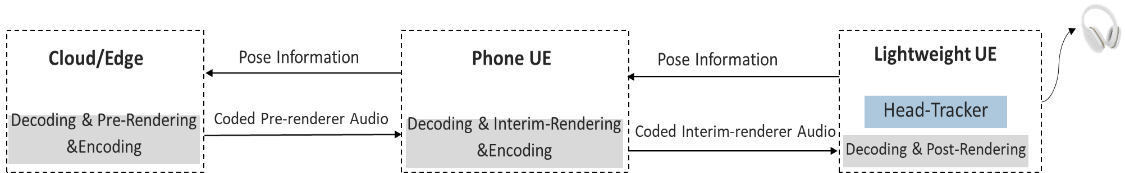 Cloud/Edge
Pose Information
Phone UE
Pose Information
Lightweight UE
Head-Tracker
Decoding & Pre-Rendering
&Encoding
Coded Pre-renderer Audio
Decoding & Interim-Rendering
&Encoding
Coded Interim-renderer Audio
Decoding & Post-Rendering